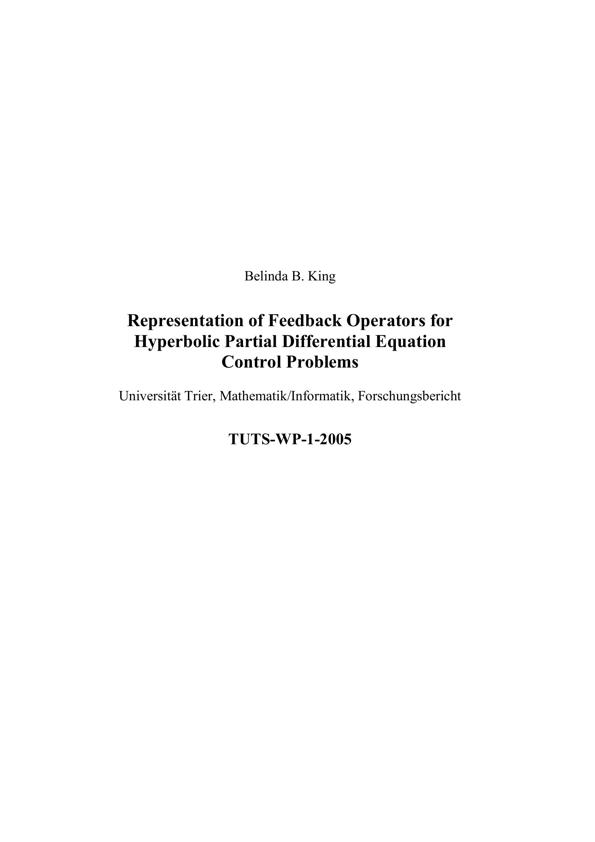 Belinda B. King
Representation of Feedback Operators for
Hyperbolic Partial Differential Equation
Control Problems
Universität Trier, Mathematik/Informatik, Forschungsbericht
TUTS-WP-1-2005